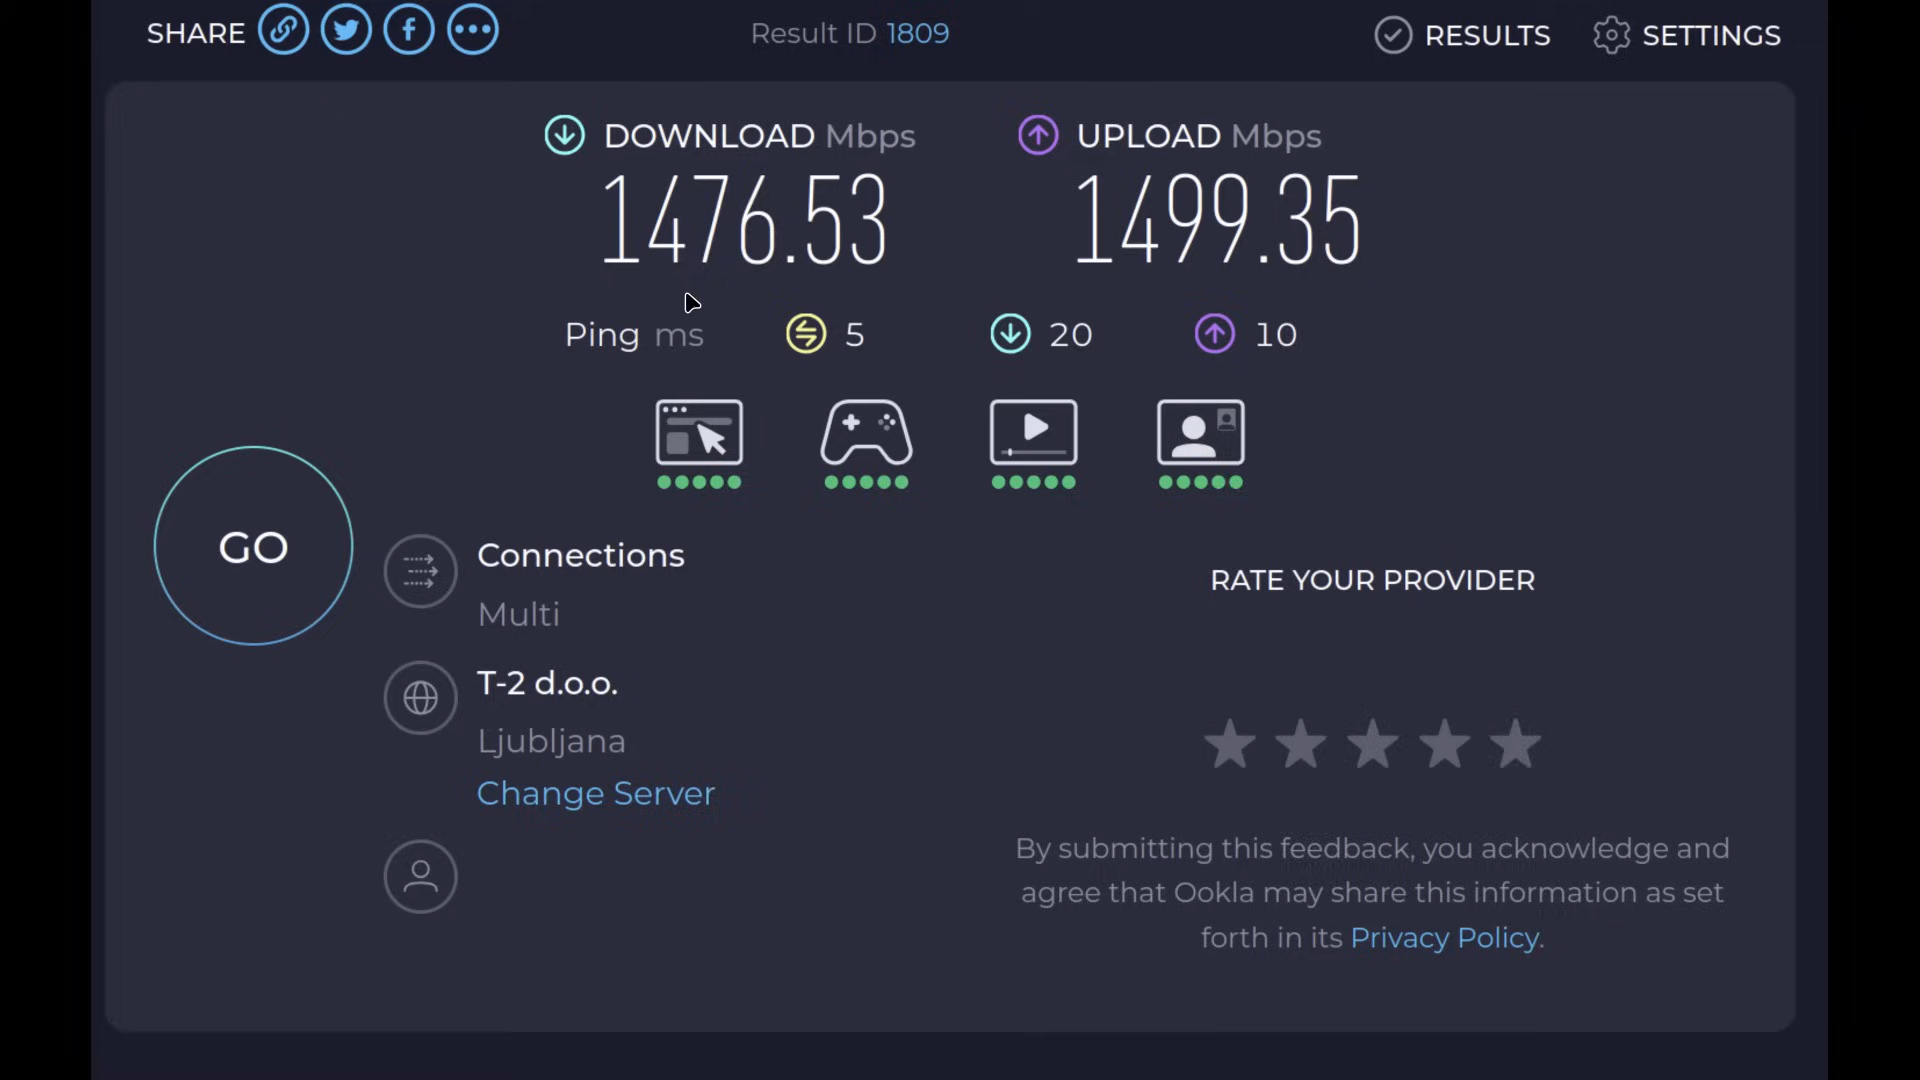 SHARE
Result ID 1809
RESULTS
SETTINGS
DOWNLOAD Mbps
UPLOAD Mbps
1476.53
1499.35
Ping ms
5
20
10
GO
Connections
Multi
T-2 d.o.o.
Ljubljana
Change Server
RATE YOUR PROVIDER
By submitting this feedback, you acknowledge and
agree that Ookla may share this information as set
forth in its Privacy Policy.